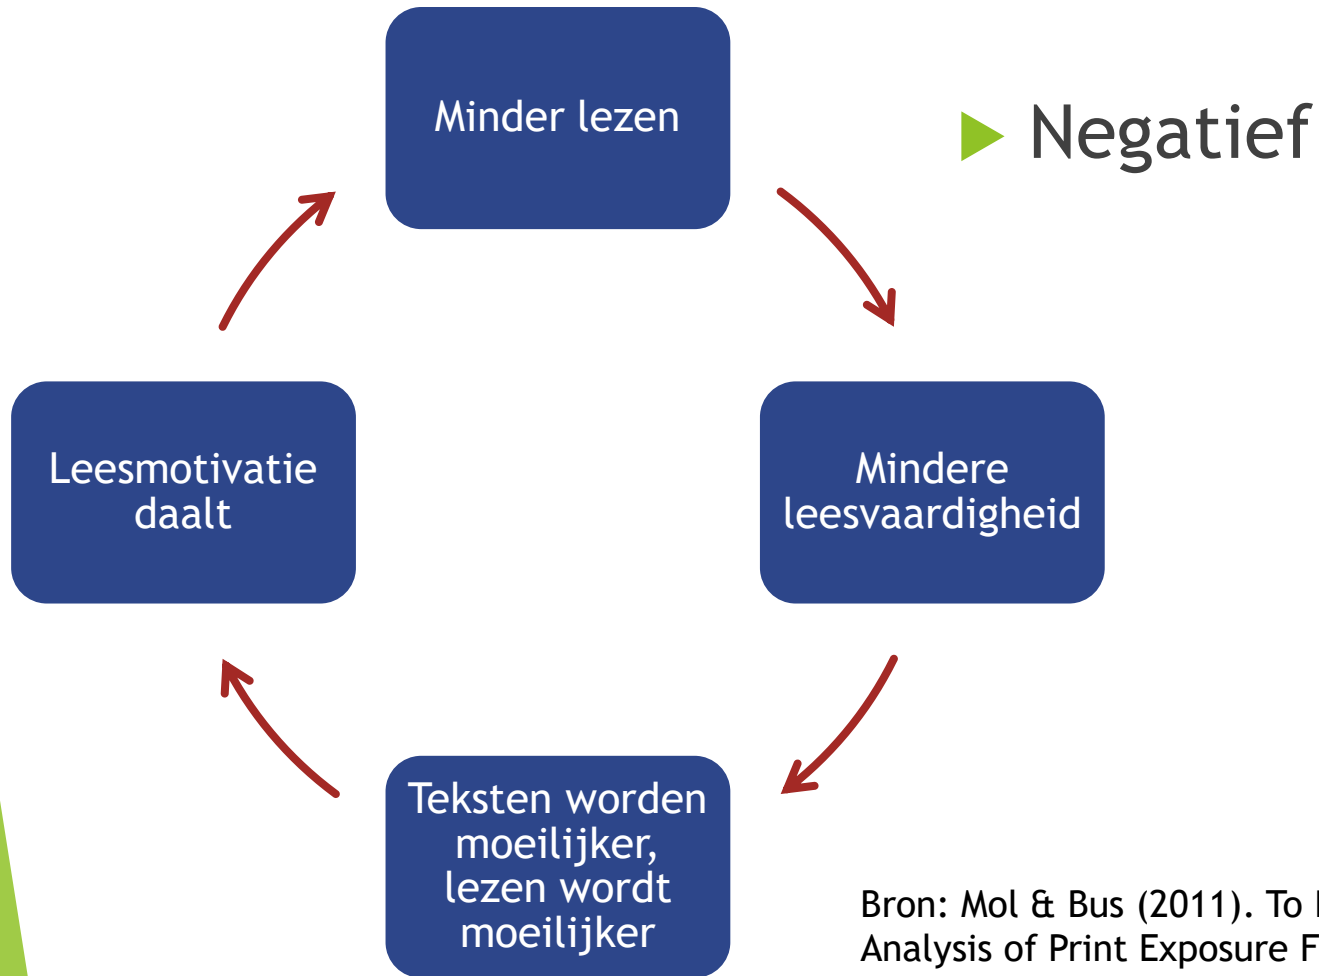 Minder lezen
Negatief
Leesmotivatie
daalt
Mindere
leesvaardigheid
Teksten worden
moeilijker,
lezen wordt
moeilijker
Bron: Mol & Bus (2011). To
Analysis of Print Exposure